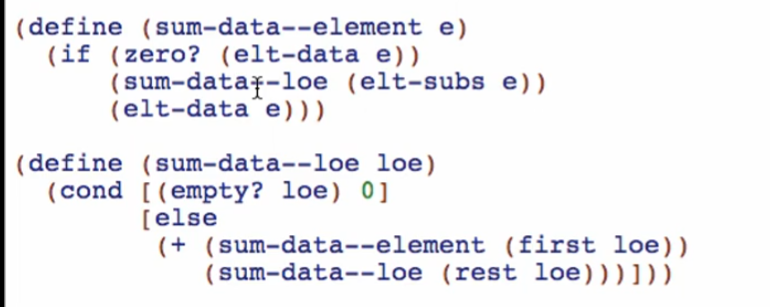 (define (sum-data--element e)
(if (zero? (elt-data e))
(sum-data--loe (elt-subs e))
(elt-data e)))
(define (sum-data--loe loe)
(cond [(empty? loe) 0]
[else
(+ (sum-data--element (first loe))
(sum-data--loe (rest loe)))]))